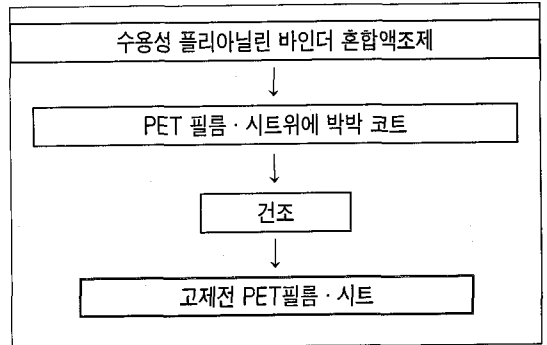 수용성 플리아닐린 바인더 혼합액조제
↓
PET 필름 · 시트위에 박박 코트
↓
건조
↓
고제전 PET필름 · 시트